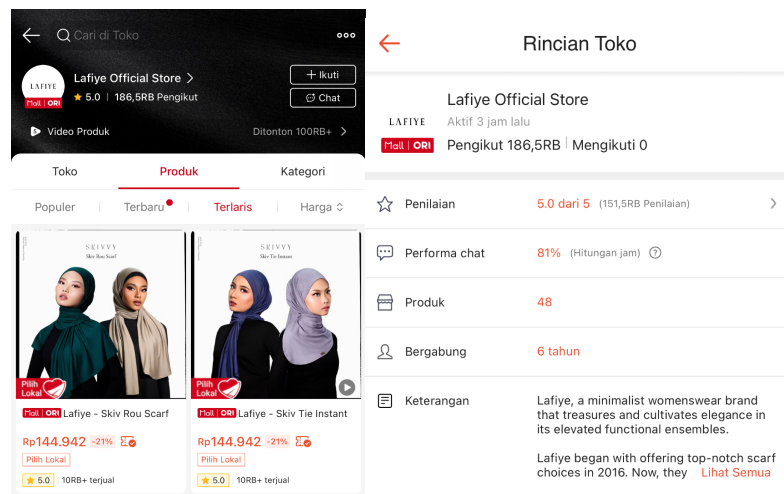 Cari di Toko
LAFIYE
Mall | ORI
Lafiye Official Store
5.0 | 186,5RB Pengikut
+ Ikuti
Chat
Video Produk
Ditonton 100RB+
Toko
Produk
Kategori
Populer
Terbaru
Terlaris
Harga
SKIVVY
Skiv Rou Scarf
Pilih
Lokal
Mall | ORI Lafiye - Skiv Rou Scarf
Rp144.942 -21%
Pilih Lokal
5.0 | 10RB+ terjual
SKIVVY
Skiv Tie Instant
Pilih
Lokal
Mall | ORI Lafiye - Skiv Tie Instant
Rp144.942 -21%
Pilih Lokal
5.0 | 10RB+ terjual
Rincian Toko
LAFIYE
Mall | ORI
Lafiye Official Store
Aktif 3 jam lalu
Pengikut 186,5RB | Mengikuti 0
Penilaian
5.0 dari 5 (151,5RB Penilaian)
Performa chat
81% (Hitungan jam) ?
Produk
48
Bergabung
6 tahun
Keterangan
Lafiye, a minimalist womenswear brand
that treasures and cultivates elegance in
its elevated functional ensembles.
Lafiye began with offering top-notch scarf
choices in 2016. Now, they Lihat Semua